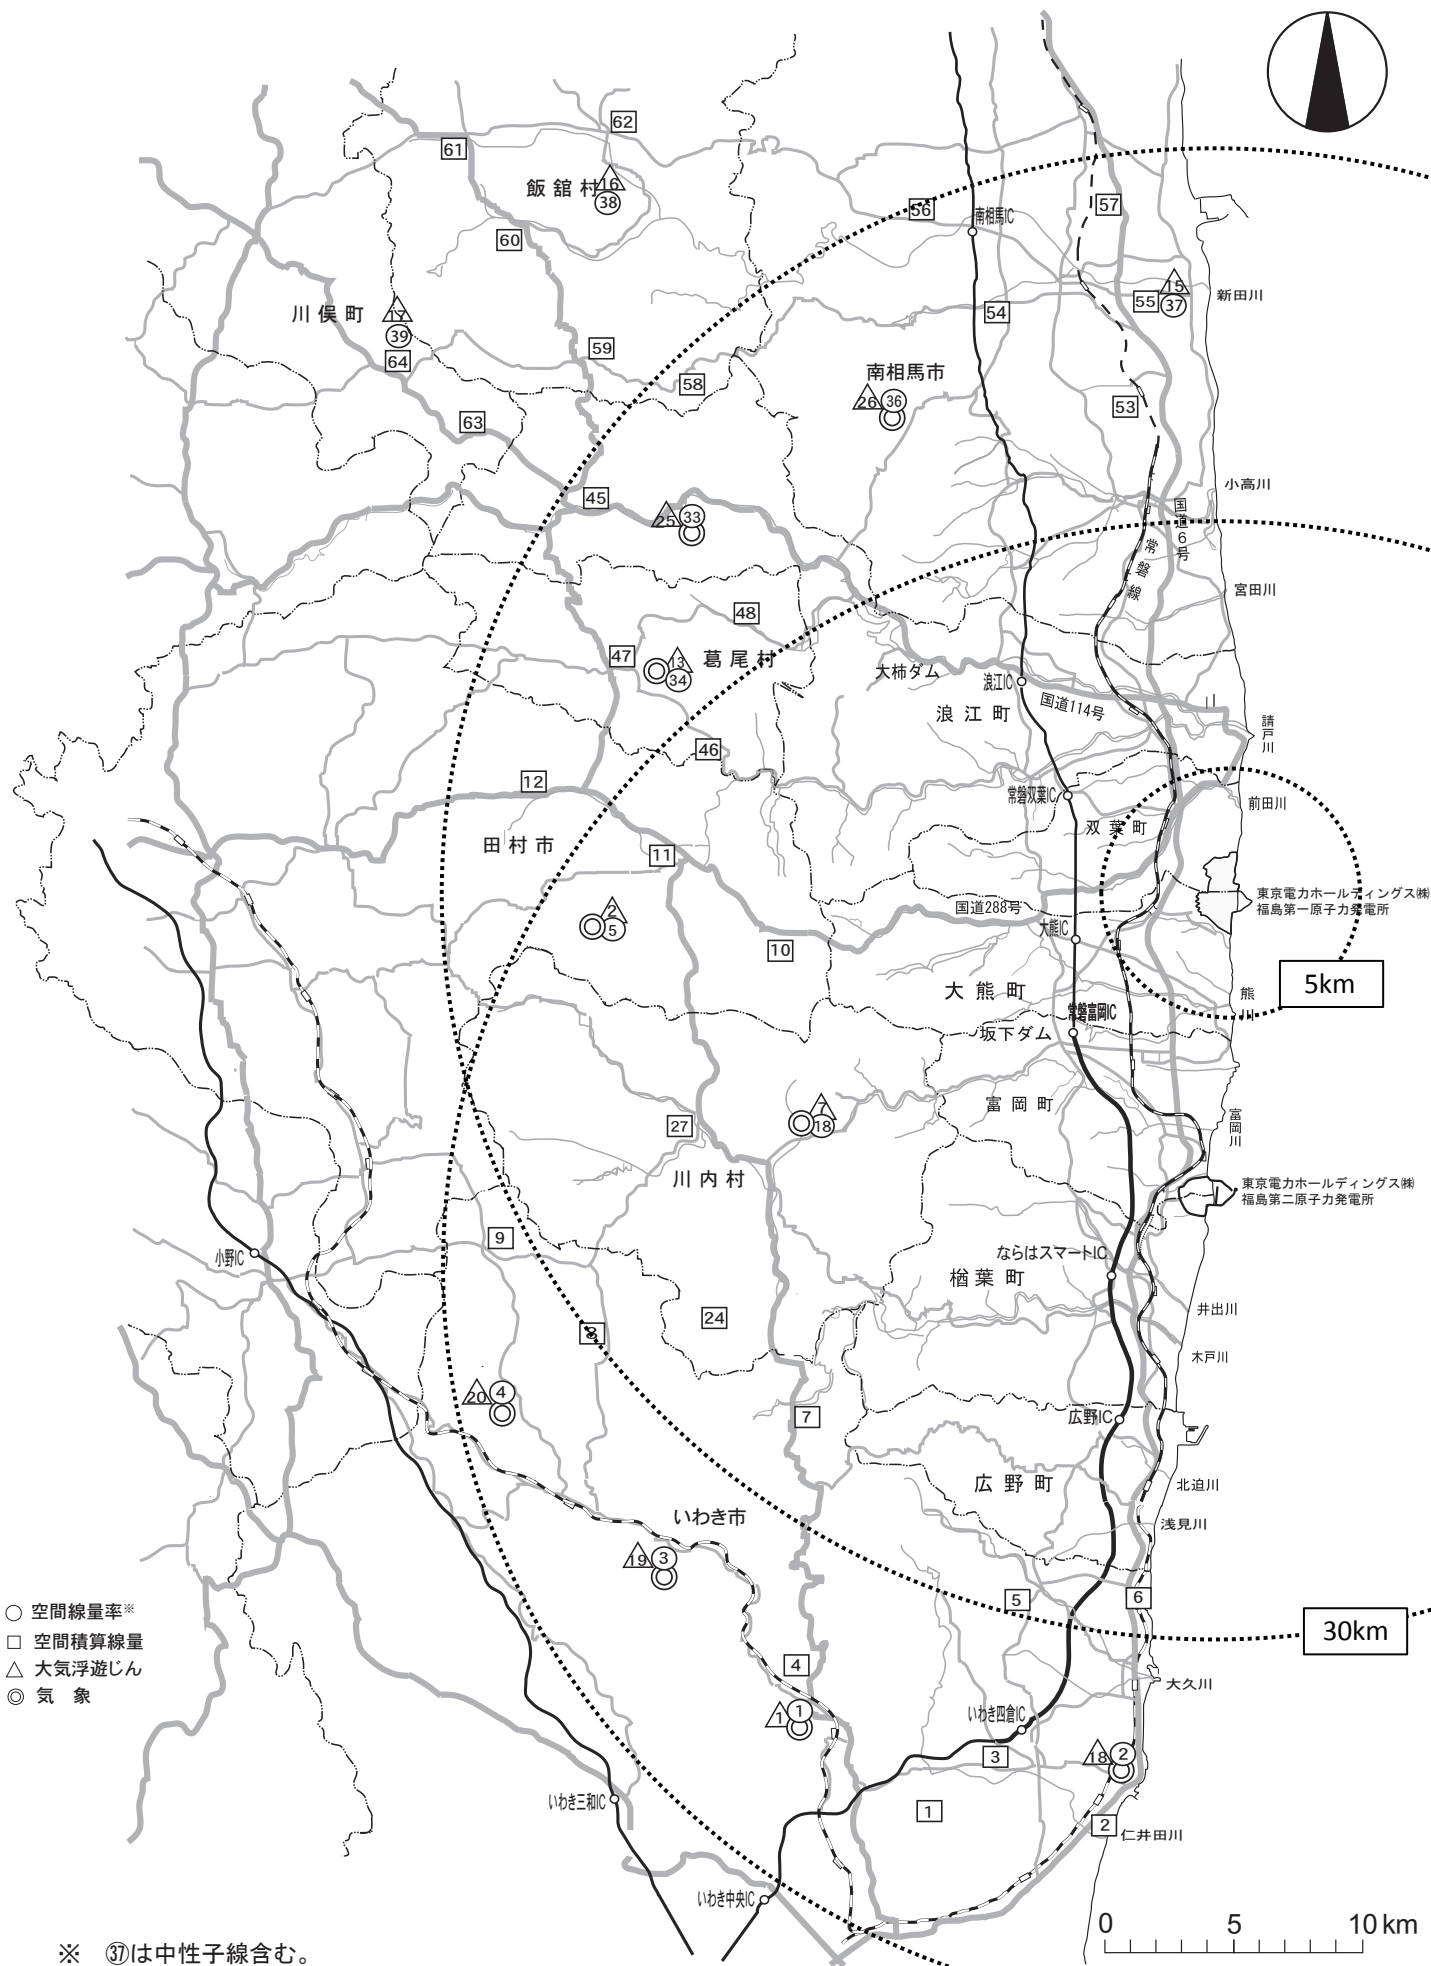 62
61
飯舘村
16
38
56
57
南相馬IC
60
川俣町
17
39
15
55
37
新田川
54
64
59
58
南相馬市
26
36
53
63
小高川
45
25
33
国道6号
常磐線
宮田川
48
47
13
34
葛尾村
大柿ダム
浪江IC
国道114号
浪江町
請戸川
46
12
常磐双葉IC
前田川
双葉町
田村市
11
東京電力ホールディングス㈱
福島第一原子力発電所
2
5
国道288号
大熊IC
10
5km
大熊町
熊川
常磐富岡IC
坂下ダム
富岡町
7
18
27
富岡川
川内村
東京電力ホールディングス㈱
福島第二原子力発電所
9
小野IC
ならはスマートIC
楢葉町
24
8
井出川
木戸川
20
4
7
広野IC
広野町
北迫川
いわき市
浅見川
19
3
5
6
○ 空間線量率※
□ 空間積算線量
△ 大気浮遊じん
◎ 気 象
30km
4
大久川
1
1
いわき四倉IC
3
18
2
いわき三和IC
1
2
仁井田川
いわき中央IC
0 5 10km
※ ㊲は中性子線含む。